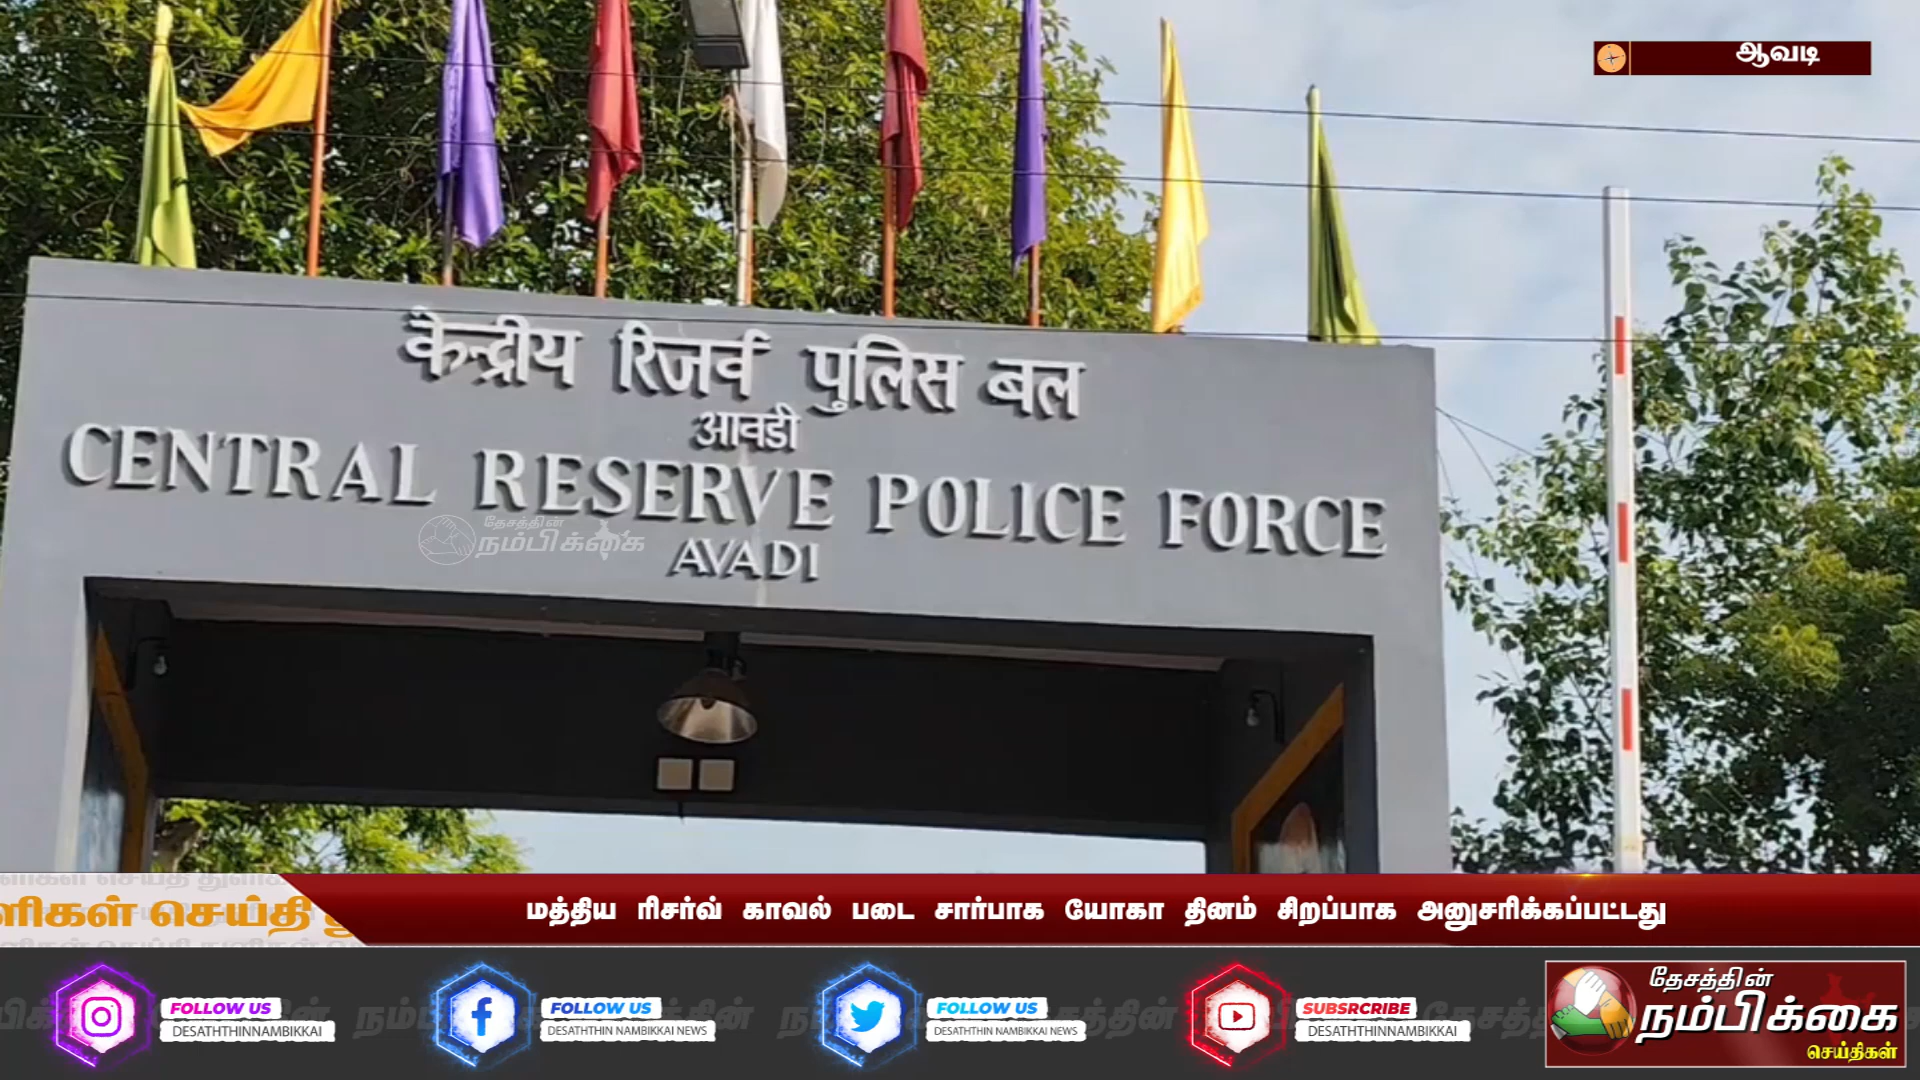 ஆவடி
केन्द्रीय रिजर्व पुलिस बल
आवडी
CENTRAL RESERVE POLICE FORCE
AVADI
தேசத்தின்
நம்பிக்கை
ளிகள் செய்தி
மத்திய ரிசர்வ் காவல் படை சார்பாக யோகா தினம் சிறப்பாக அனுசரிக்கப்பட்டது
FOLLOW US
DESATHTHINNAMBIKKAI
FOLLOW US
DESATHTHIN NAMBIKKAI NEWS
FOLLOW US
DESATHTHIN NAMBIKKAI NEWS
SUBSRCRIBE
DESATHTHINNAMBIKKAI
தேசத்தின்
நம்பிக்கை
செய்திகள்